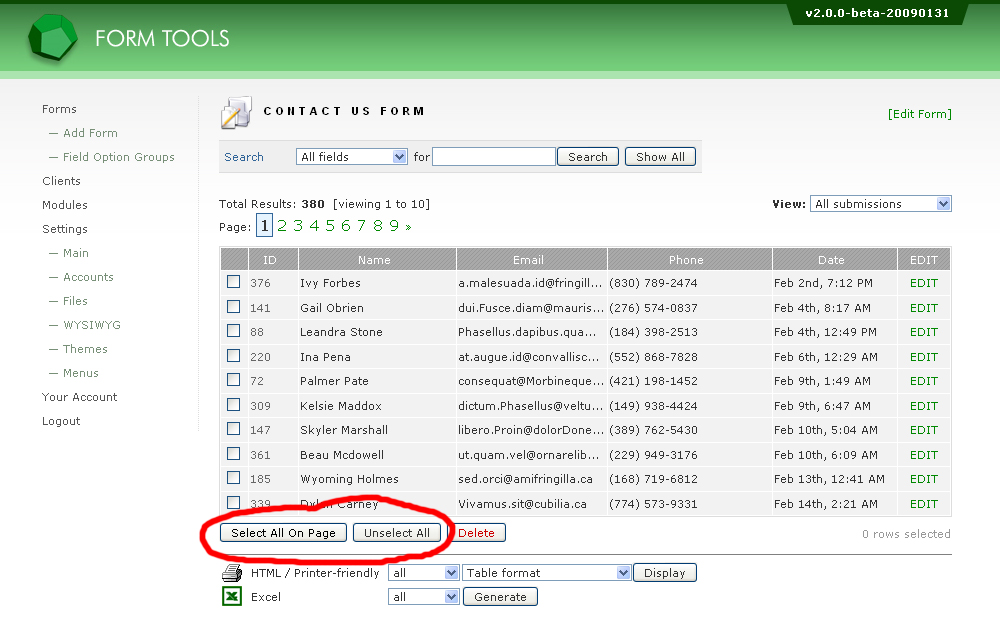 v2.0.0-beta-20090131
FORM TOOLS
Forms
— Add Form
— Field Option Groups
Clients
Modules
Settings
— Main
— Accounts
— Files
— WYSIWYG
— Themes
— Menus
Your Account
Logout
CONTACT US FORM
[Edit Form]
Search All fields for Search Show All
Total Results: 380 [viewing 1 to 10]
View: All submissions
Page: 1 2 3 4 5 6 7 8 9 »
ID Name Email Phone Date EDIT
376 Ivy Forbes a.malesuada.id@fringill... (830) 789-2474 Feb 2nd, 7:12 PM EDIT
141 Gail Obrien dui.Fusce.diam@mauris... (276) 574-0837 Feb 4th, 8:17 AM EDIT
88 Leandra Stone Phasellus.dapibus.qua... (184) 398-2513 Feb 4th, 12:49 PM EDIT
220 Ina Pena at.augue.id@convallisc... (552) 868-7828 Feb 6th, 12:29 AM EDIT
72 Palmer Pate consequat@Morbineque... (421) 198-1452 Feb 9th, 1:49 AM EDIT
309 Kelsie Maddox dictum.Phasellus@veltu... (149) 938-4424 Feb 9th, 6:47 AM EDIT
147 Skyler Marshall libero.Proin@dolorDone... (389) 762-5430 Feb 10th, 5:04 AM EDIT
361 Beau Mcdowell ut.quam.vel@ornarelib... (229) 949-3176 Feb 10th, 6:09 AM EDIT
185 Wyoming Holmes sed.orci@amifringilla.ca (168) 719-6812 Feb 13th, 12:41 AM EDIT
339 Dylan Carney Vivamus.sit@cubilia.ca (774) 573-9331 Feb 14th, 2:21 AM EDIT
Select All On Page Unselect All Delete
0 rows selected
HTML / Printer-friendly all Table format Display
Excel all Generate